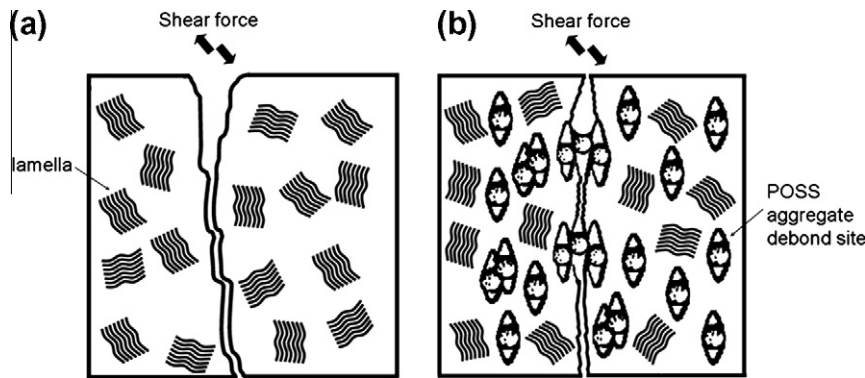 (a)
Shear force
lamella
(b)
Shear force
POSS
aggregate
debond site